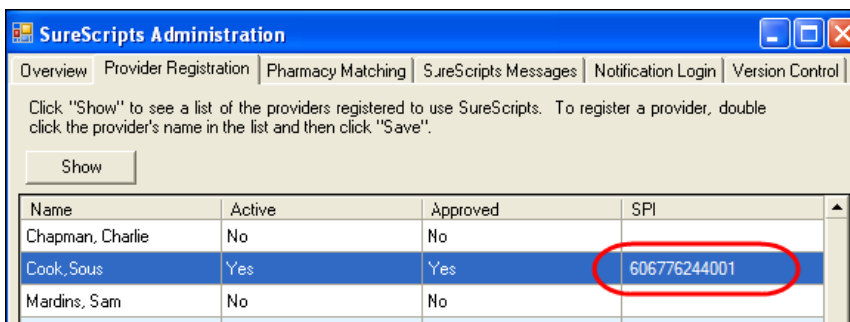 SureScripts Administration
Overview Provider Registration Pharmacy Matching SureScripts Messages Notification Login Version Control
Click "Show" to see a list of the providers registered to use SureScripts. To register a provider, double
click the provider's name in the list and then click "Save".
Show
Name Active Approved SPI
Chapman, Charlie No No
Cook,Sous Yes Yes 606776244001
Mardins, Sam No No